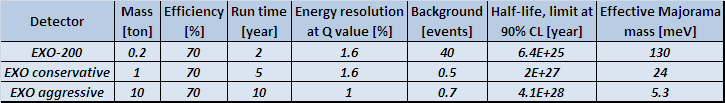 Detector Mass [ton] Efficiency [%] Run time [year] Energy resolution at Q value [%] Background [events] Half-life, limit at 90% CL [year] Effective Majorama mass [meV]
EXO-200 0.2 70 2 1.6 40 6.4E+25 130
EXO conservative 1 70 5 1.6 0.5 2E+27 24
EXO aggressive 10 70 10 1 0.7 4.1E+28 5.3